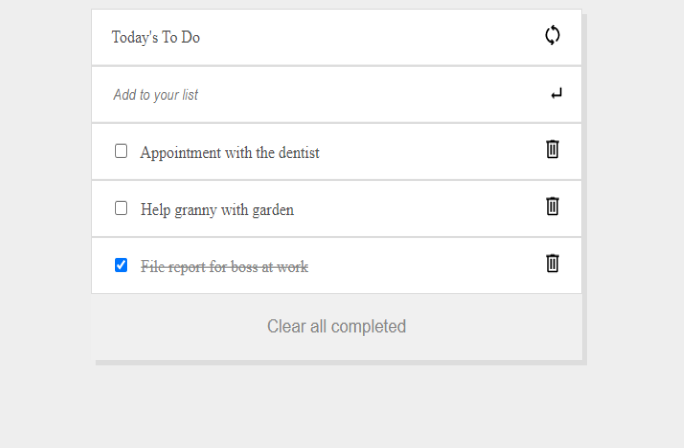 Today's To Do
Add to your list
Appointment with the dentist
Help granny with garden
File report for boss at work
Clear all completed